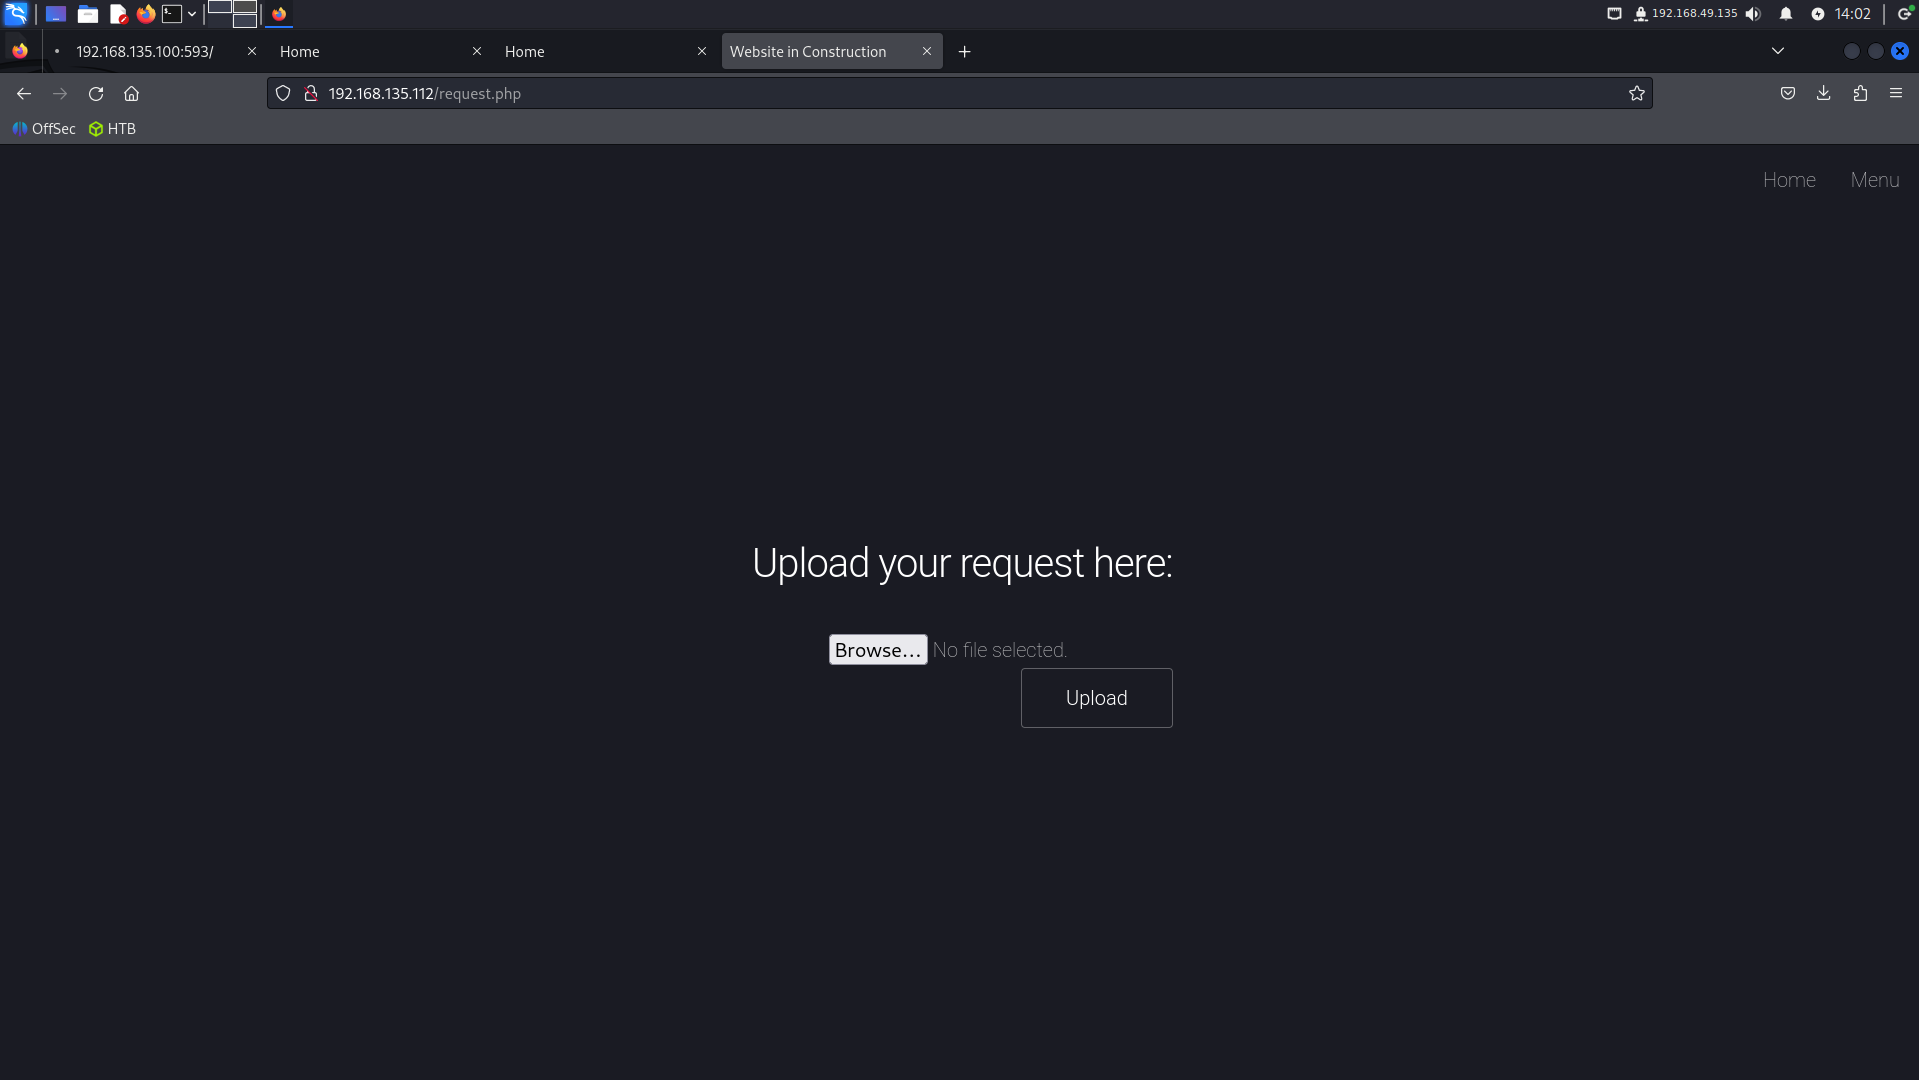 192.168.49.135 14:02
192.168.135.100:593/ Home Home Website in Construction
192.168.135.112/request.php
OffSec HTB
Home Menu
Upload your request here:
Browse... No file selected.
Upload